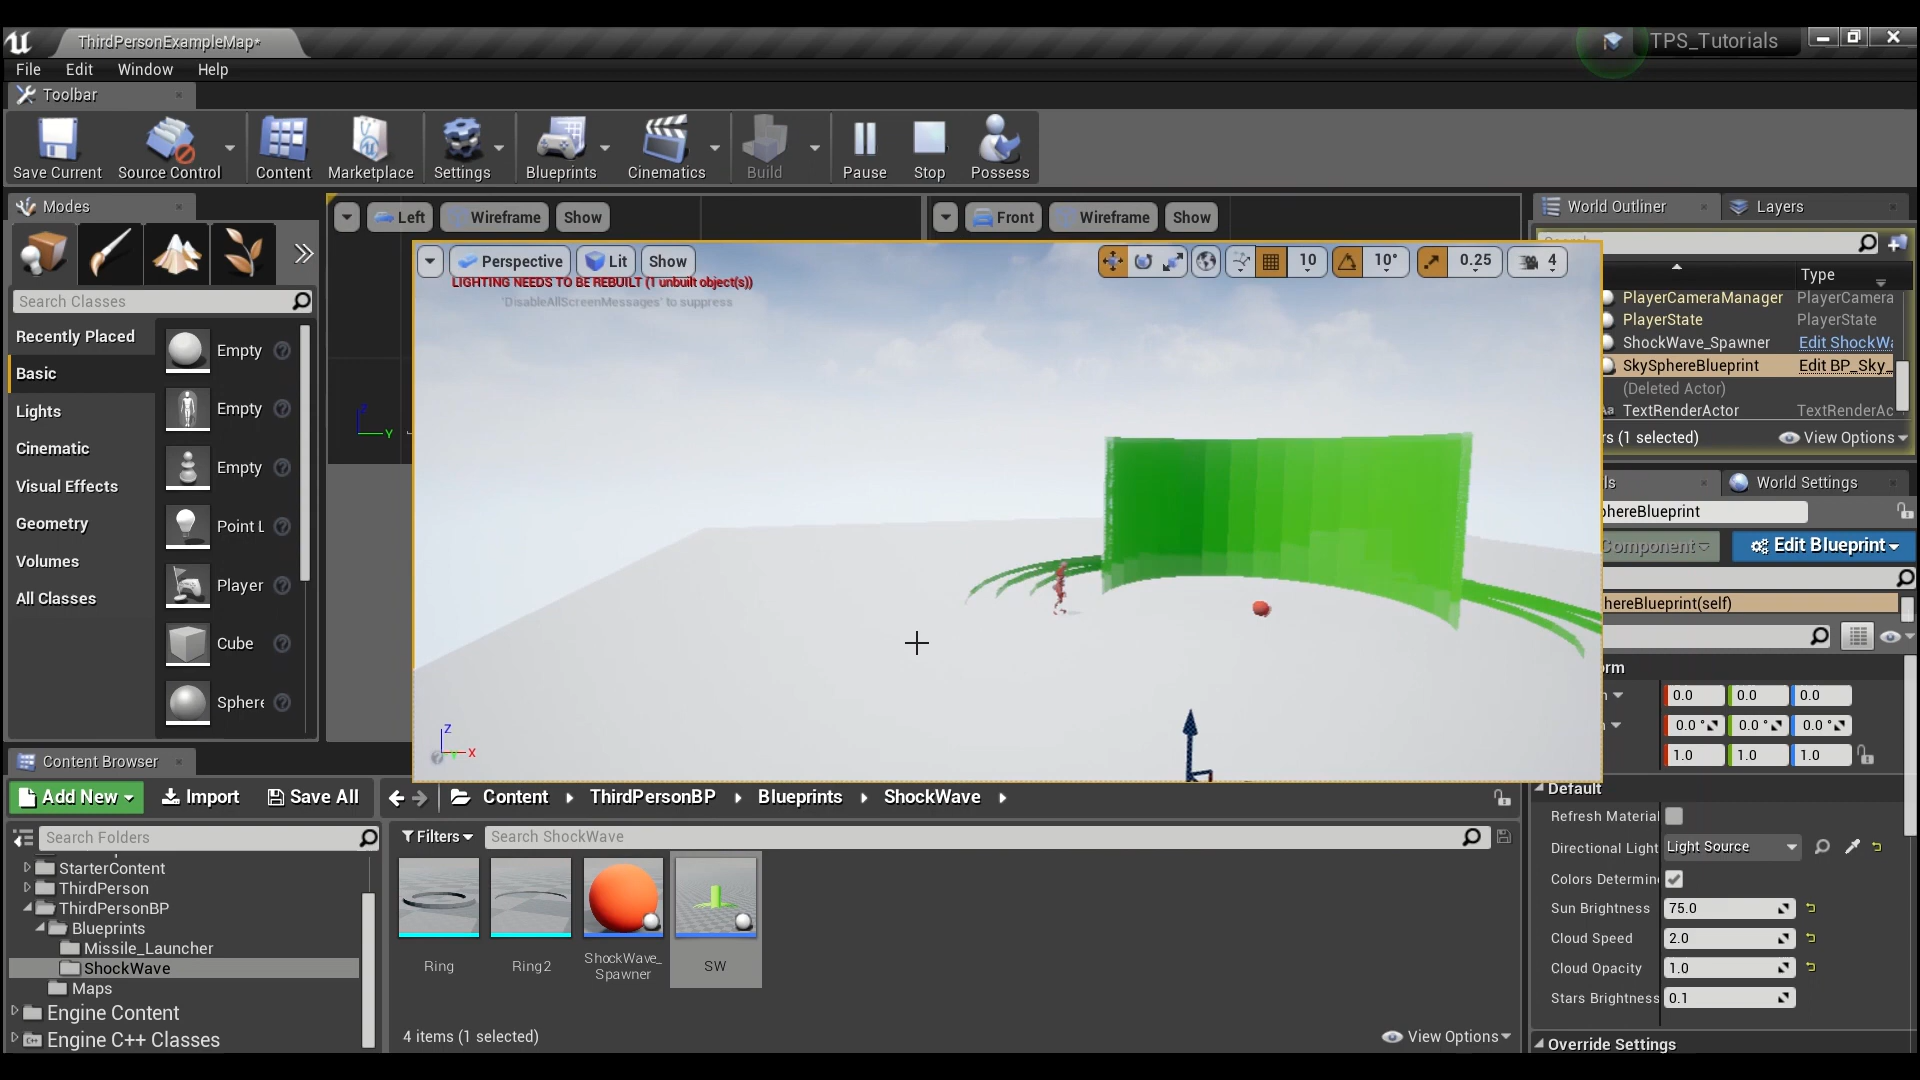 ThirdPersonExampleMap*
TPS_Tutorials
File Edit Window Help
Toolbar
Save Current Source Control Content Marketplace Settings Blueprints Cinematics Build Pause Stop Possess
Modes
Left Wireframe Show
Front Wireframe Show
World Outliner Layers
Perspective Lit Show
10 10° 0.25 4
LIGHTING NEEDS TO BE REBUILT (1 unbuilt object(s))
'DisableAllScreenMessages' to suppress
Search Classes
Recently Placed
Basic
Lights
Cinematic
Visual Effects
Geometry
Volumes
All Classes
Empty
Empty
Empty
Point L
Player
Cube
Sphere
Type
PlayerCameraManager PlayerCamera
PlayerState PlayerState
ShockWave_Spawner Edit ShockWa
SkySphereBlueprint Edit BP_Sky_
(Deleted Actor)
TextRenderActor TextRenderAc
rs (1 selected) View Options
ls World Settings
phereBlueprint
Component Edit Blueprint
hereBlueprint(self)
orm
0.0 0.0 0.0
0.0 ° 0.0 ° 0.0 °
1.0 1.0 1.0
Z
Y
Z
X
Y
Default
Refresh Material
Directional Light Light Source
Colors Determin
Sun Brightness 75.0
Cloud Speed 2.0
Cloud Opacity 1.0
Stars Brightness 0.1
Override Settings
Content Browser
Add New Import Save All
Content ThirdPersonBP Blueprints ShockWave
Search Folders
Filters Search ShockWave
StarterContent
ThirdPerson
ThirdPersonBP
Blueprints
Missile_Launcher
ShockWave
Maps
Engine Content
Engine C++ Classes
Ring
Ring2
ShockWave_
Spawner
SW
4 items (1 selected)
View Options